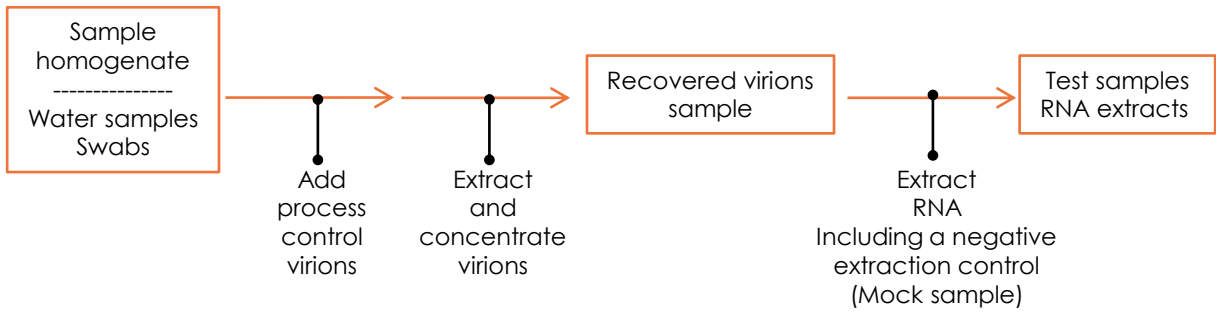 Sample
homogenate
---------------
Water samples
Swabs
Add
process
control
virions
Extract
and
concentrate
virions
Recovered virions
sample
Extract
RNA
Including a negative
extraction control
(Mock sample)
Test samples
RNA extracts